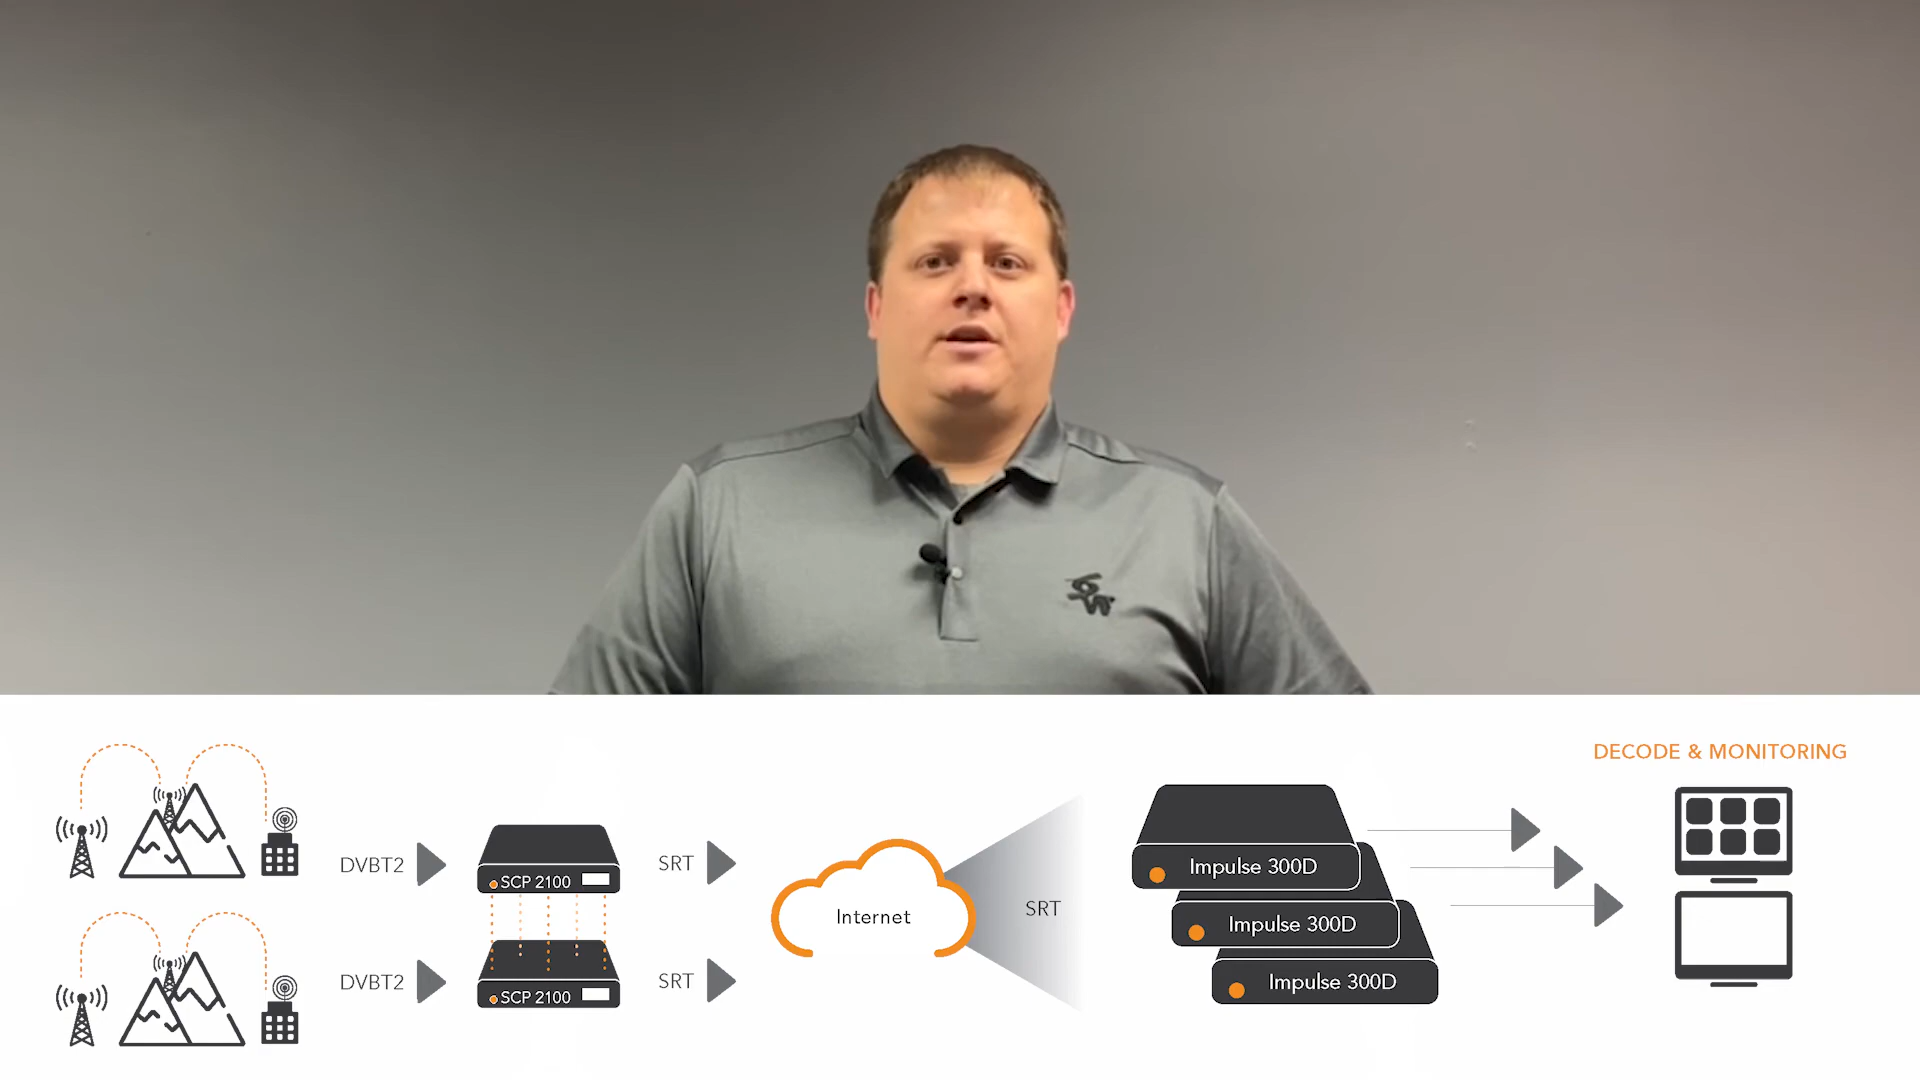 DECODE & MONITORING
DVBT2
SCP 2100
SRT
Internet
SRT
Impulse 300D
Impulse 300D
Impulse 300D
DVBT2
SCP 2100
SRT